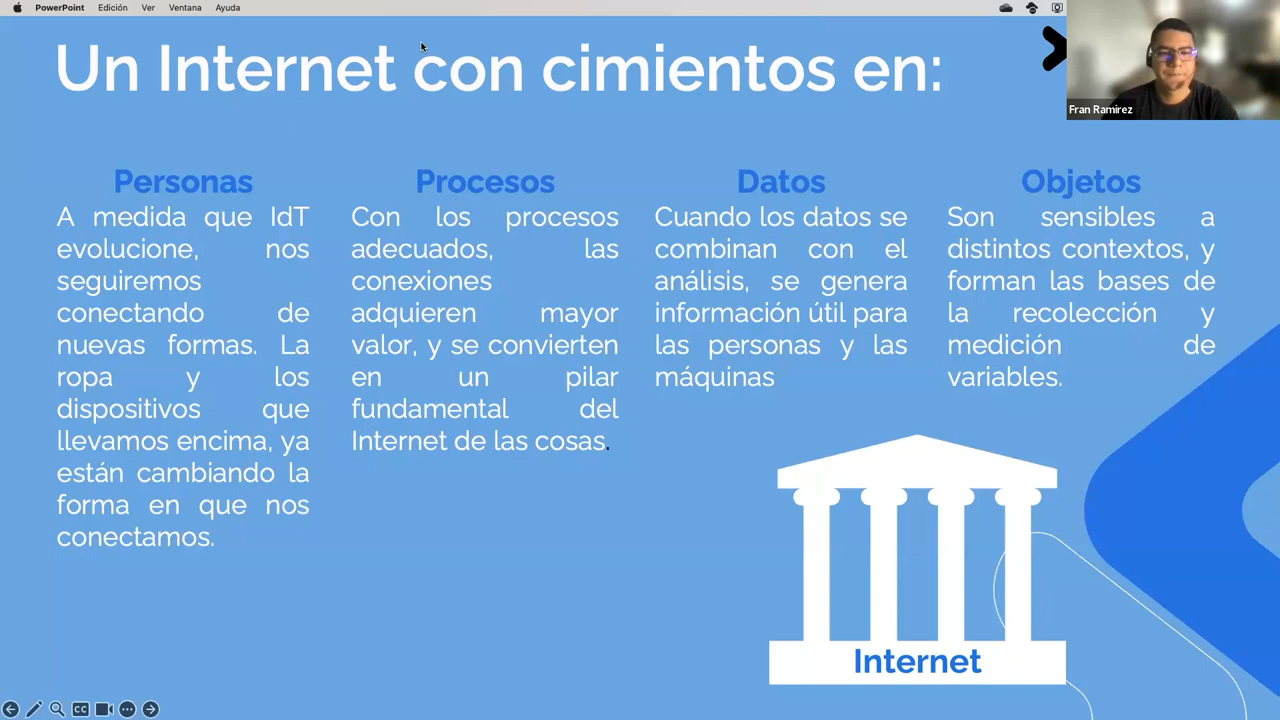 PowerPoint Edición Ver Ventana Ayuda
Un Internet con cimientos en:
Fran Ramirez
Personas
A medida que IdT
evolucione, nos
seguiremos
conectando de
nuevas formas. La
ropa y los
dispositivos que
llevamos encima, ya
están cambiando la
forma en que nos
conectamos.
Procesos
Con los procesos
adecuados, las
conexiones
adquieren mayor
valor, y se convierten
en un pilar
fundamental del
Internet de las cosas.
Datos
Cuando los datos se
combinan con el
análisis, se genera
información útil para
las personas y las
máquinas
Objetos
Son sensibles a
distintos contextos, y
forman las bases de
la recolección y
medición de
variables.
Internet
CC